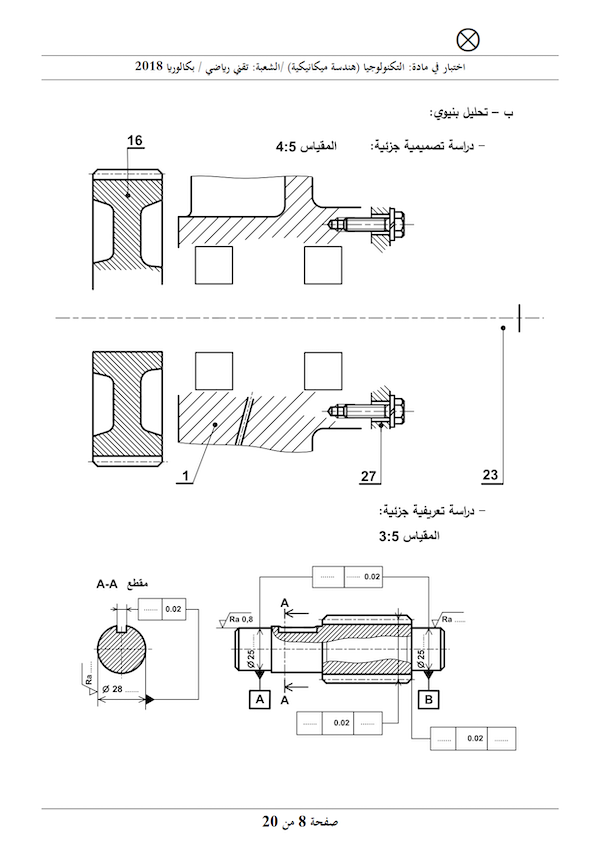 اختبار في مادة: التكنولوجيا (هندسة ميكانيكية) /الشعبة: تقني رياضي / بكالوريا 2018
ب – تحليل بنيوي:
– دراسة تصميمية جزئية: المقياس 4:5
16
1
27
23
– دراسة تعريفية جزئية:
المقياس 3:5
مقطع A-A
....... 0.02
Ra .....
Ø 28 ......
....... ....... 0.02
A
Ra 0,8
Ra .....
Ø25 .....
Ø25 .....
A
A
B
....... 0.02 .......
....... 0.02 .......
صفحة 8 من 20